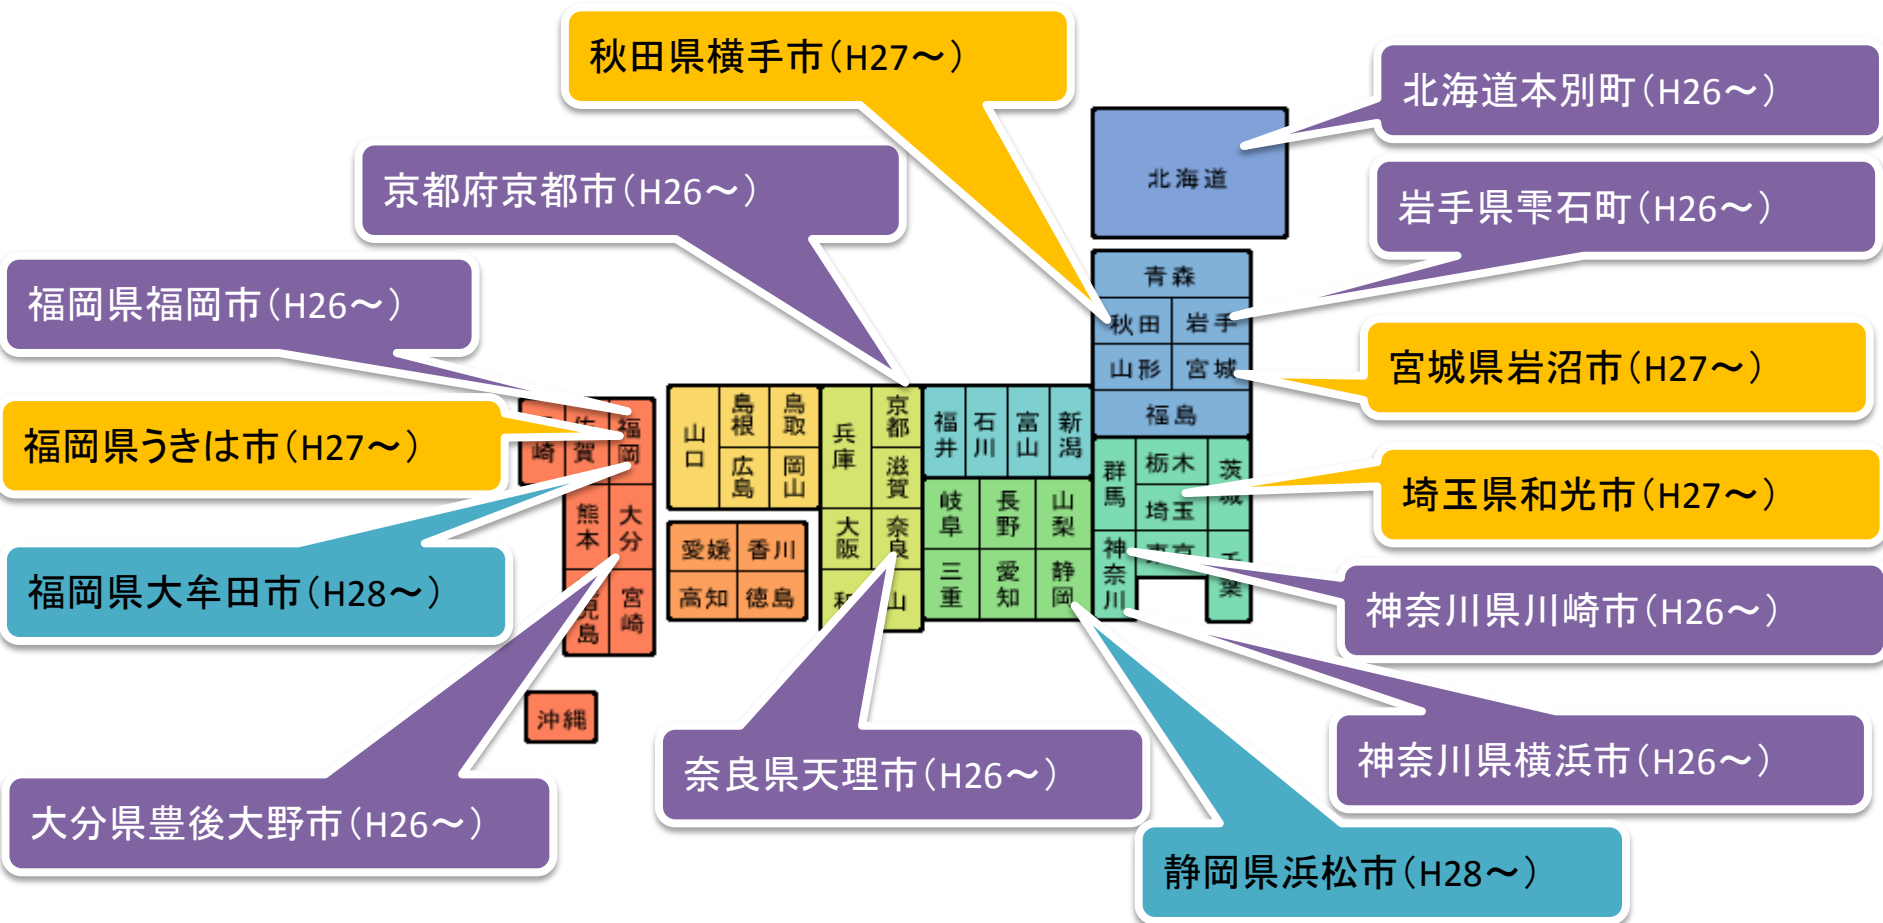 秋田県横手市(H27～)
北海道本別町(H26～)
京都府京都市(H26～)
北海道
岩手県雫石町(H26～)
福岡県福岡市(H26～)
青森
秋田 岩手
山形 宮城
福島
宮城県岩沼市(H27～)
福岡県うきは市(H27～)
崎
賀
福岡
山口
島根
鳥取
広島
岡山
兵庫
京都
滋賀
福井
石川
富山
新潟
群馬
栃木
茨城
埼玉
埼玉県和光市(H27～)
熊本
大分
愛媛 香川
高知 徳島
大阪
奈良
山
岐阜
長野
山梨
三重
愛知
静岡
神奈川
葉
福岡県大牟田市(H28～)
島
宮崎
神奈川県川崎市(H26～)
沖縄
奈良県天理市(H26～)
神奈川県横浜市(H26～)
大分県豊後大野市(H26～)
静岡県浜松市(H28～)